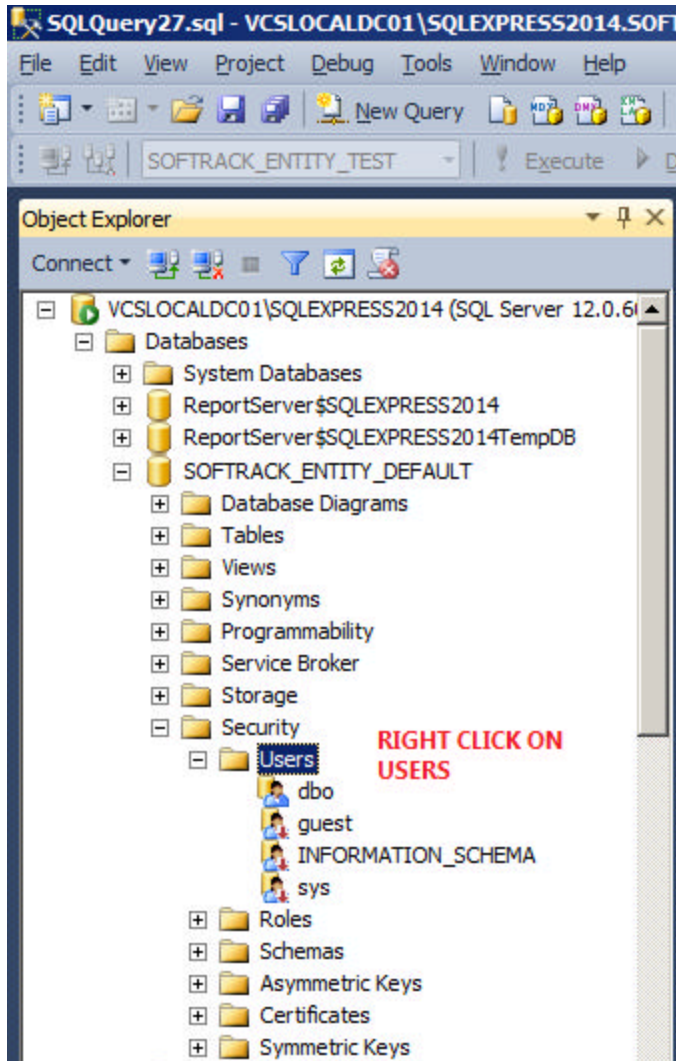 SQLQuery27.sql - VCSLOCALDC01\SQLEXPRESS2014.SOFT
File Edit View Project Debug Tools Window Help
New Query
SOFTRACK_ENTITY_TEST Execute
Object Explorer
Connect
VCSLOCALDC01\SQLEXPRESS2014 (SQL Server 12.0.6
Databases
System Databases
ReportServer$SQLEXPRESS2014
ReportServer$SQLEXPRESS2014TempDB
SOFTRACK_ENTITY_DEFAULT
Database Diagrams
Tables
Views
Synonyms
Programmability
Service Broker
Storage
Security
Users
RIGHT CLICK ON
USERS
dbo
guest
INFORMATION_SCHEMA
sys
Roles
Schemas
Asymmetric Keys
Certificates
Symmetric Keys